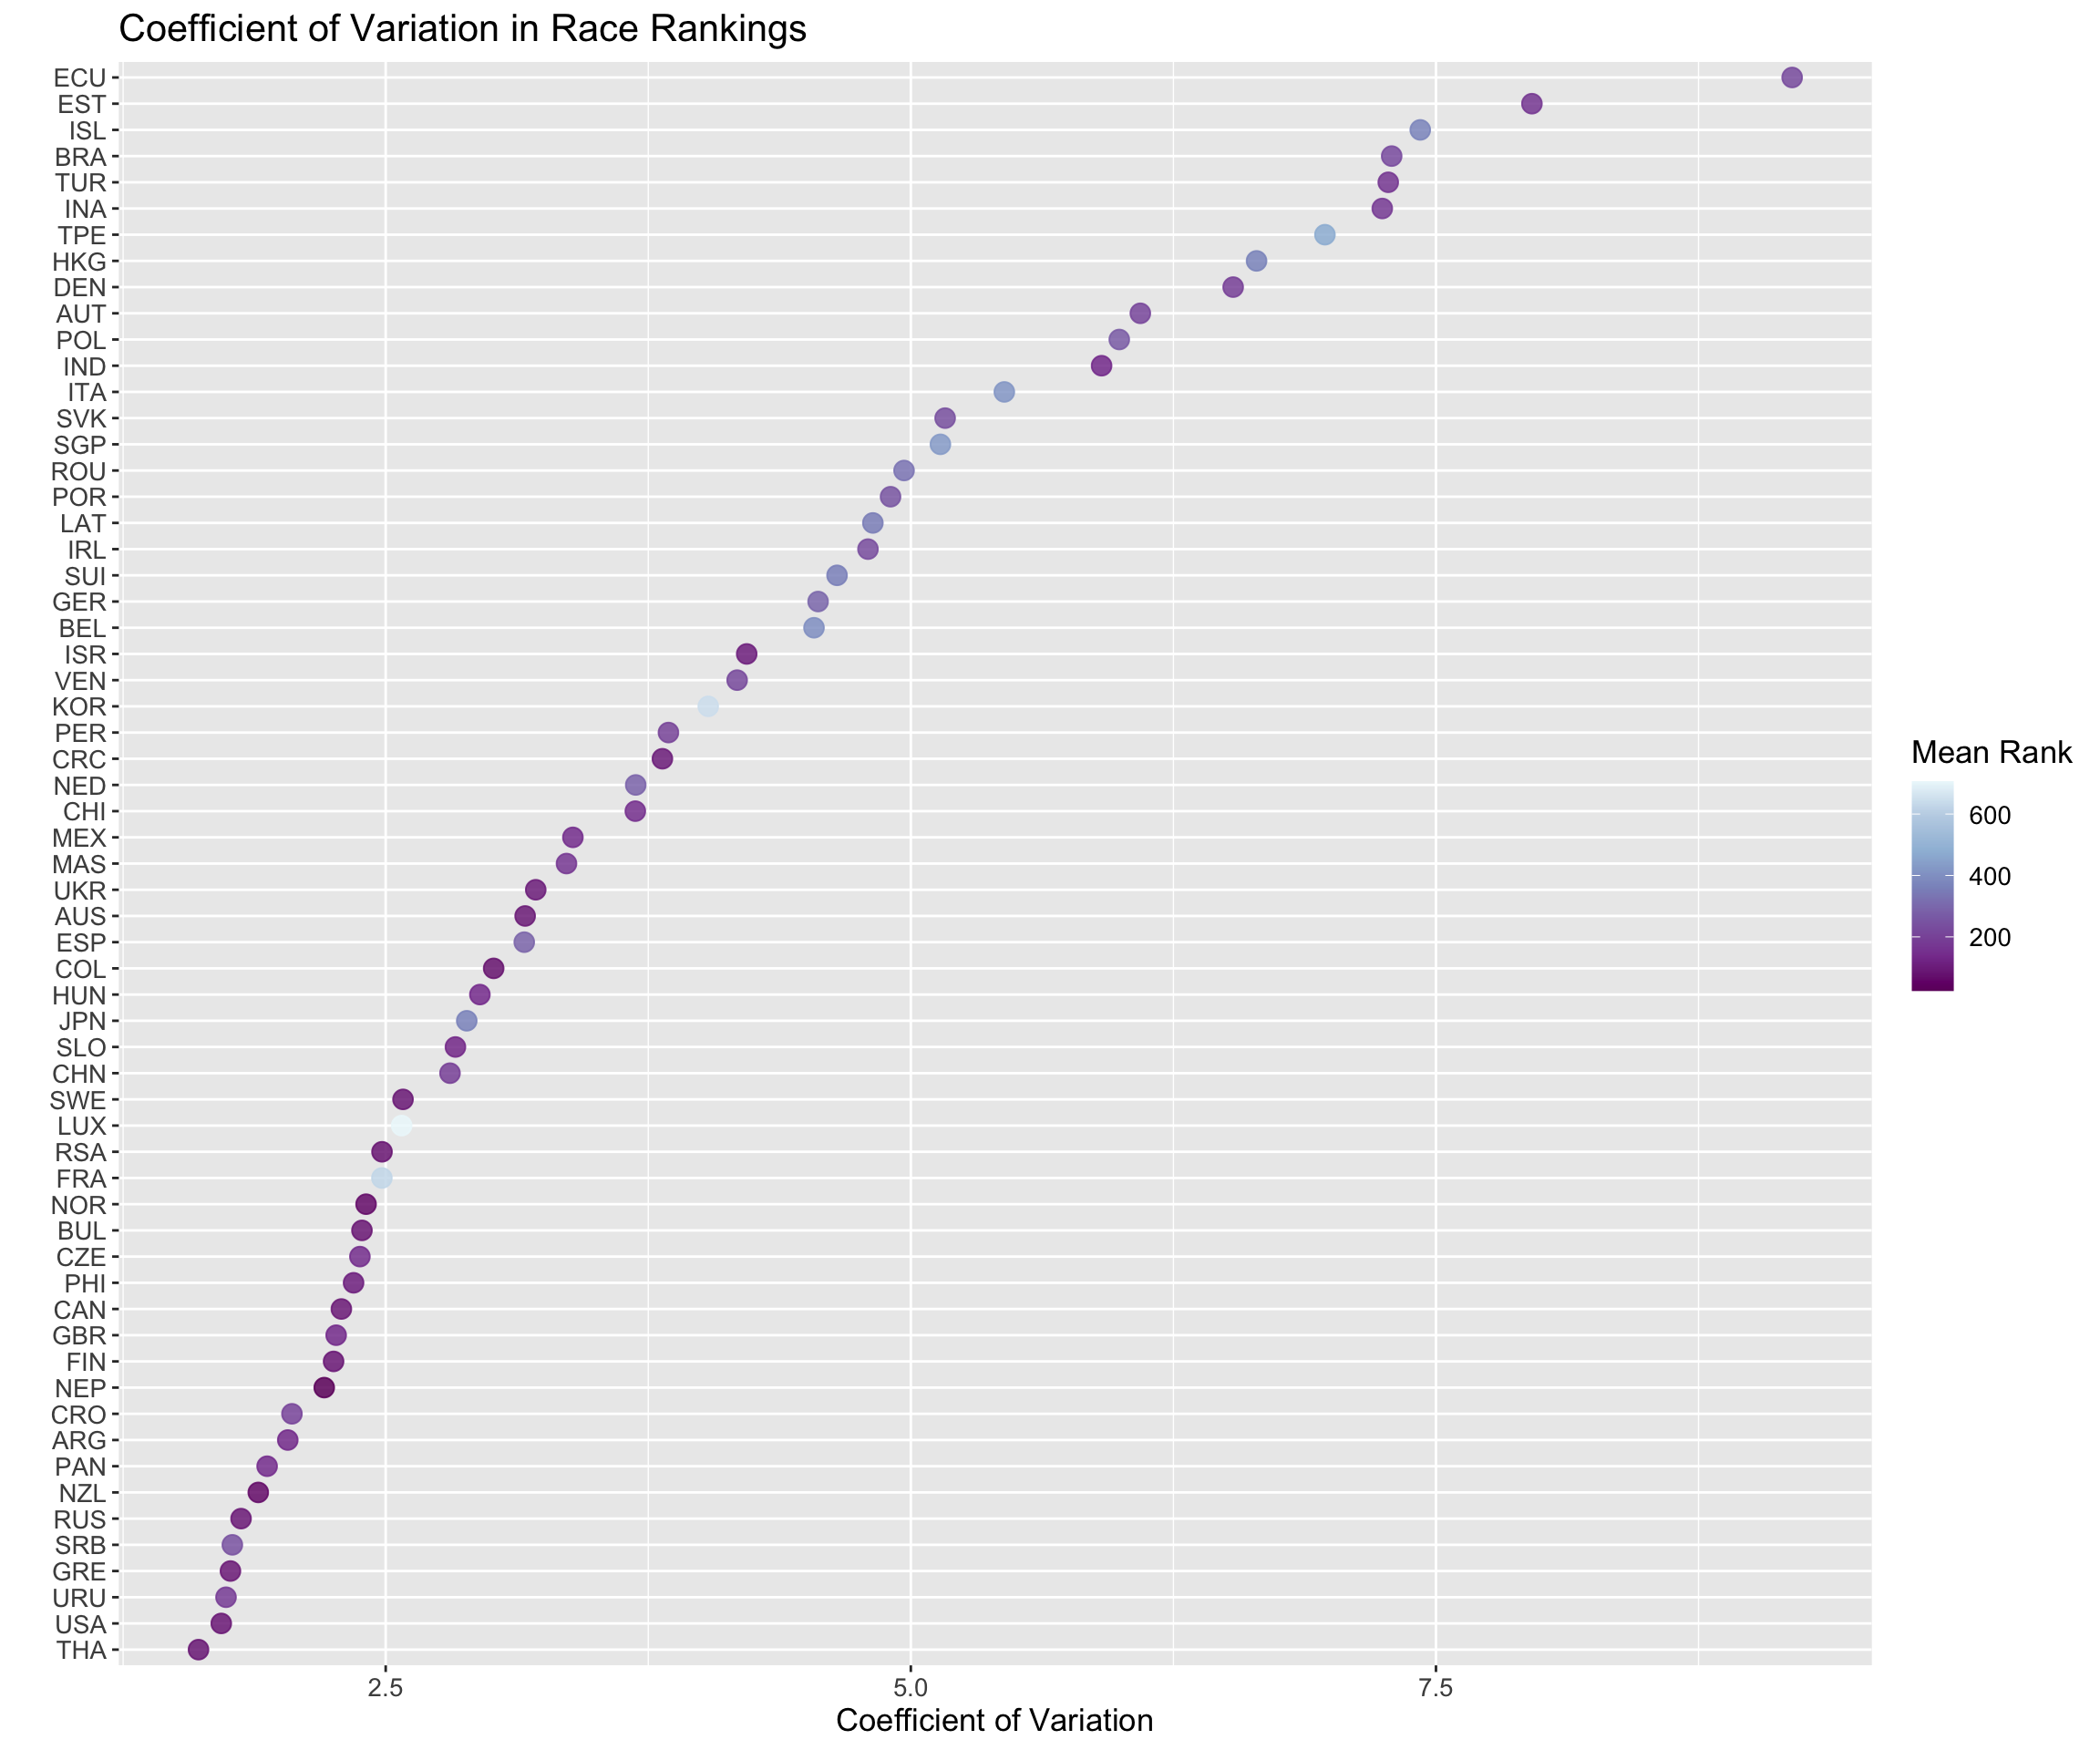 Coefficient of Variation in Race Rankings
ECU
EST
ISL
BRA
TUR
INA
TPE
HKG
DEN
AUT
POL
IND
ITA
SVK
SGP
ROU
POR
LAT
IRL
SUI
GER
BEL
ISR
VEN
KOR
PER
CRC
NED
CHI
MEX
MAS
UKR
AUS
ESP
COL
HUN
JPN
SLO
CHN
SWE
LUX
RSA
FRA
NOR
BUL
CZE
PHI
CAN
GBR
FIN
NEP
CRO
ARG
PAN
NZL
RUS
SRB
GRE
URU
USA
THA
2.5 5.0 7.5
Coefficient of Variation
Mean Rank
600
400
200